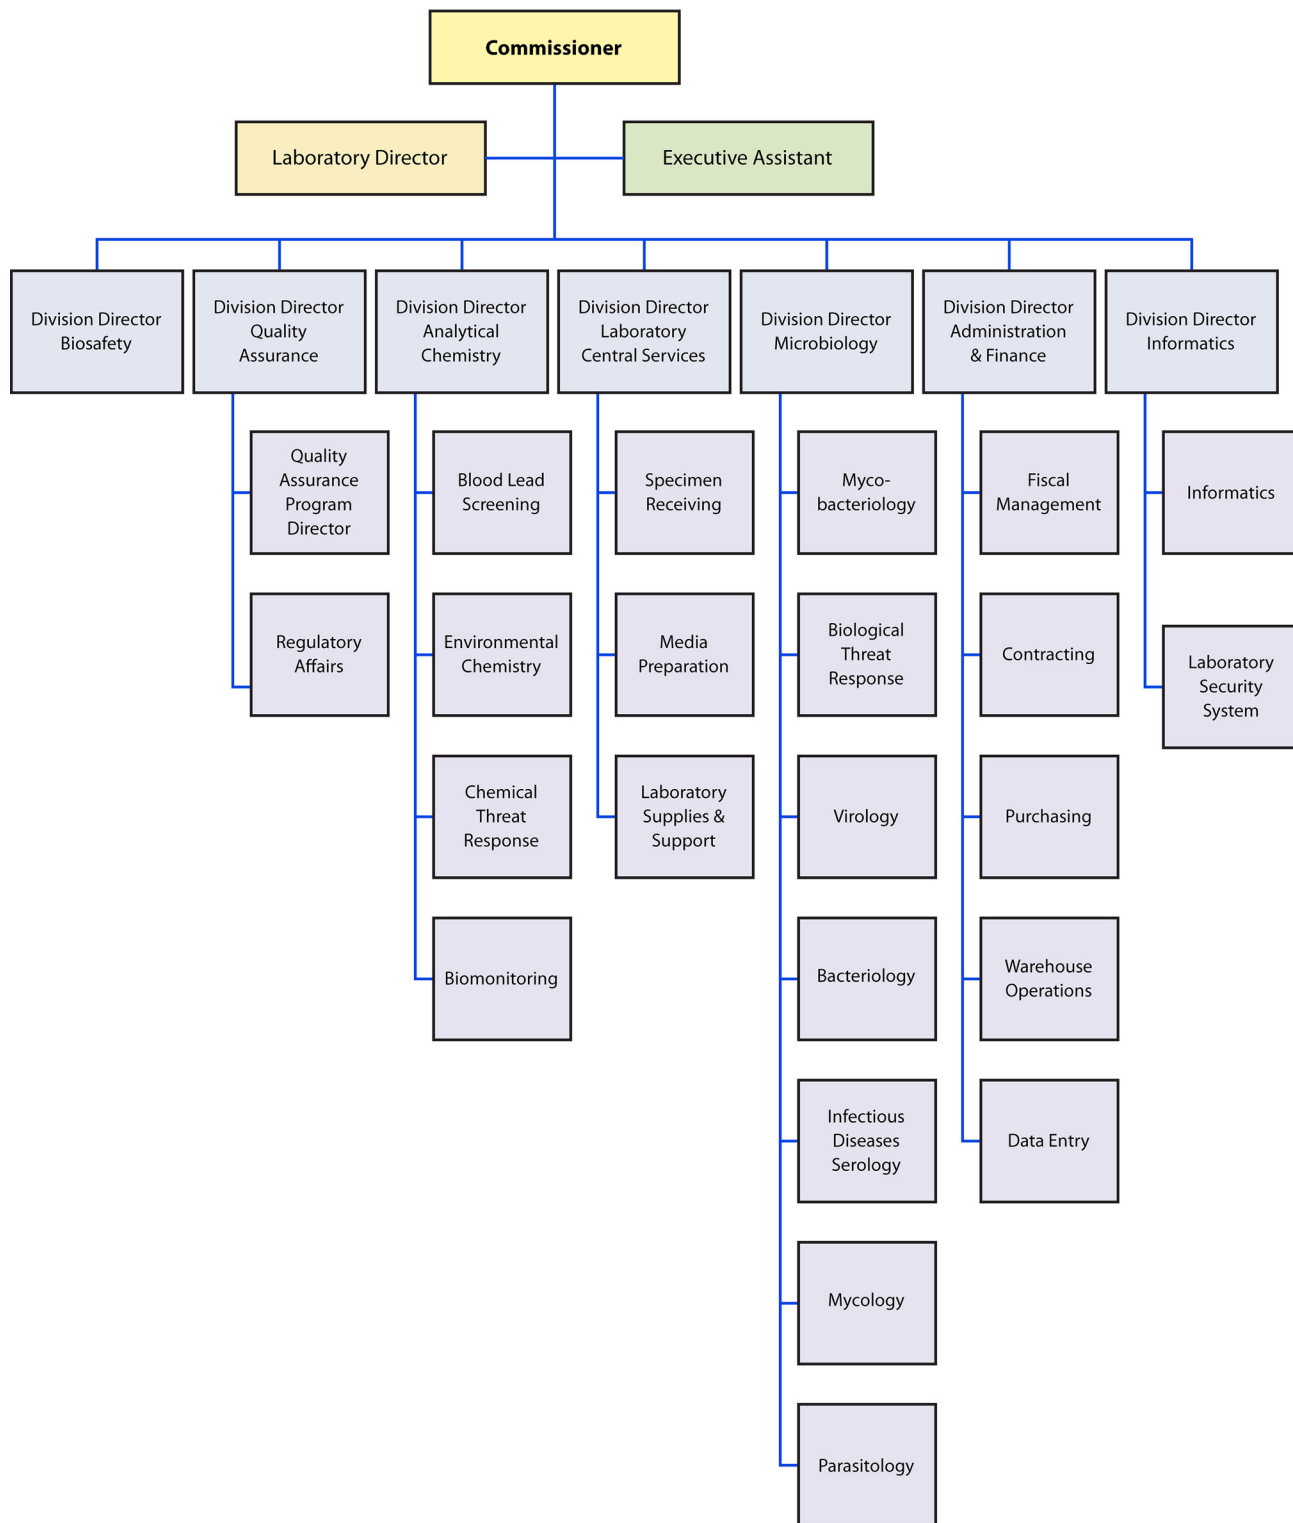 Commissioner
Laboratory Director
Executive Assistant
Division Director
Biosafety
Division Director
Quality
Assurance
Division Director
Analytical
Chemistry
Division Director
Laboratory
Central Services
Division Director
Microbiology
Division Director
Administration
& Finance
Division Director
Informatics
Quality
Assurance
Program
Director
Blood Lead
Screening
Specimen
Receiving
Myco-
bacteriology
Fiscal
Management
Informatics
Regulatory
Affairs
Environmental
Chemistry
Media
Preparation
Biological
Threat
Response
Contracting
Laboratory
Security
System
Chemical
Threat
Response
Laboratory
Supplies &
Support
Virology
Purchasing
Biomonitoring
Bacteriology
Warehouse
Operations
Infectious
Diseases
Serology
Data Entry
Mycology
Parasitology